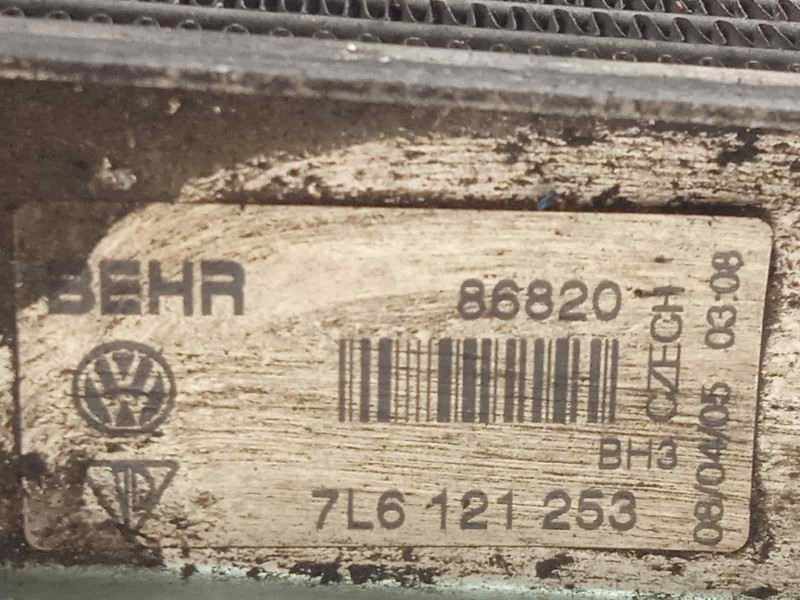 BEHR
86820
BH3
CZECH
08/04/05 03:08
7L6 121 253